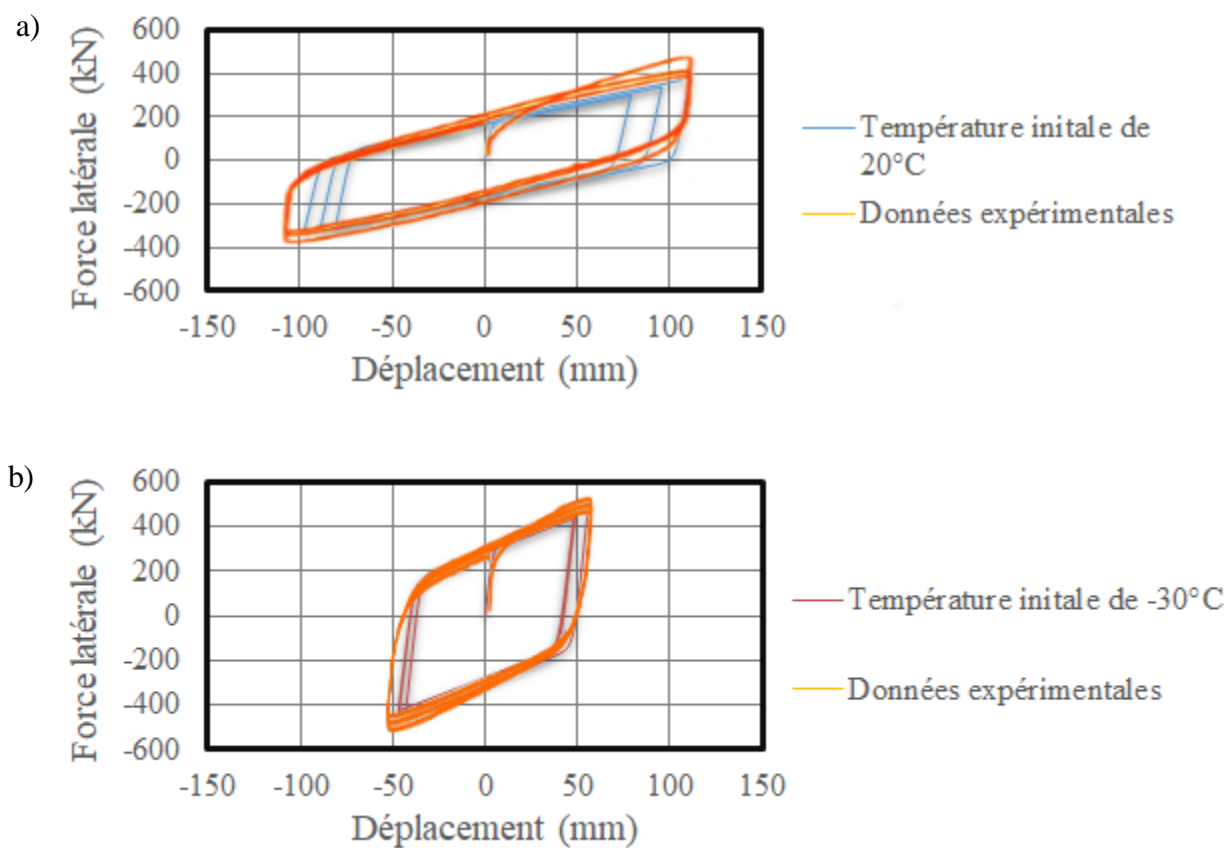 a)
Force latérale (kN)
600
400
200
0
-200
-400
-600
-150 -100 -50 0 50 100 150
Déplacement (mm)
Température initale de
20°C
Données expérimentales
b)
Force latérale (kN)
600
400
200
0
-200
-400
-600
-150 -100 -50 0 50 100 150
Déplacement (mm)
Température initale de -30°C
Données expérimentales